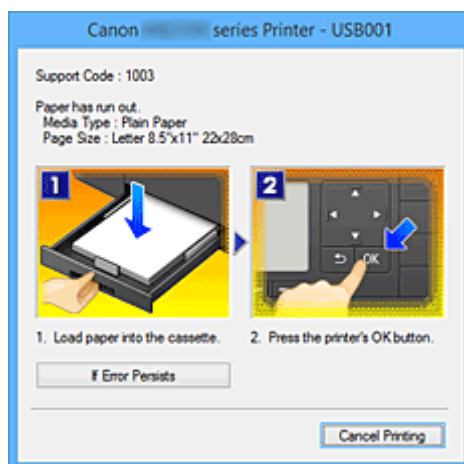 Canon series Printer - USB001
Support Code : 1003
Paper has run out.
Media Type : Plain Paper
Page Size : Letter 8.5"x11" 22x28cm
1
2
OK
1. Load paper into the cassette.
2. Press the printer's OK button.
If Error Persists
Cancel Printing